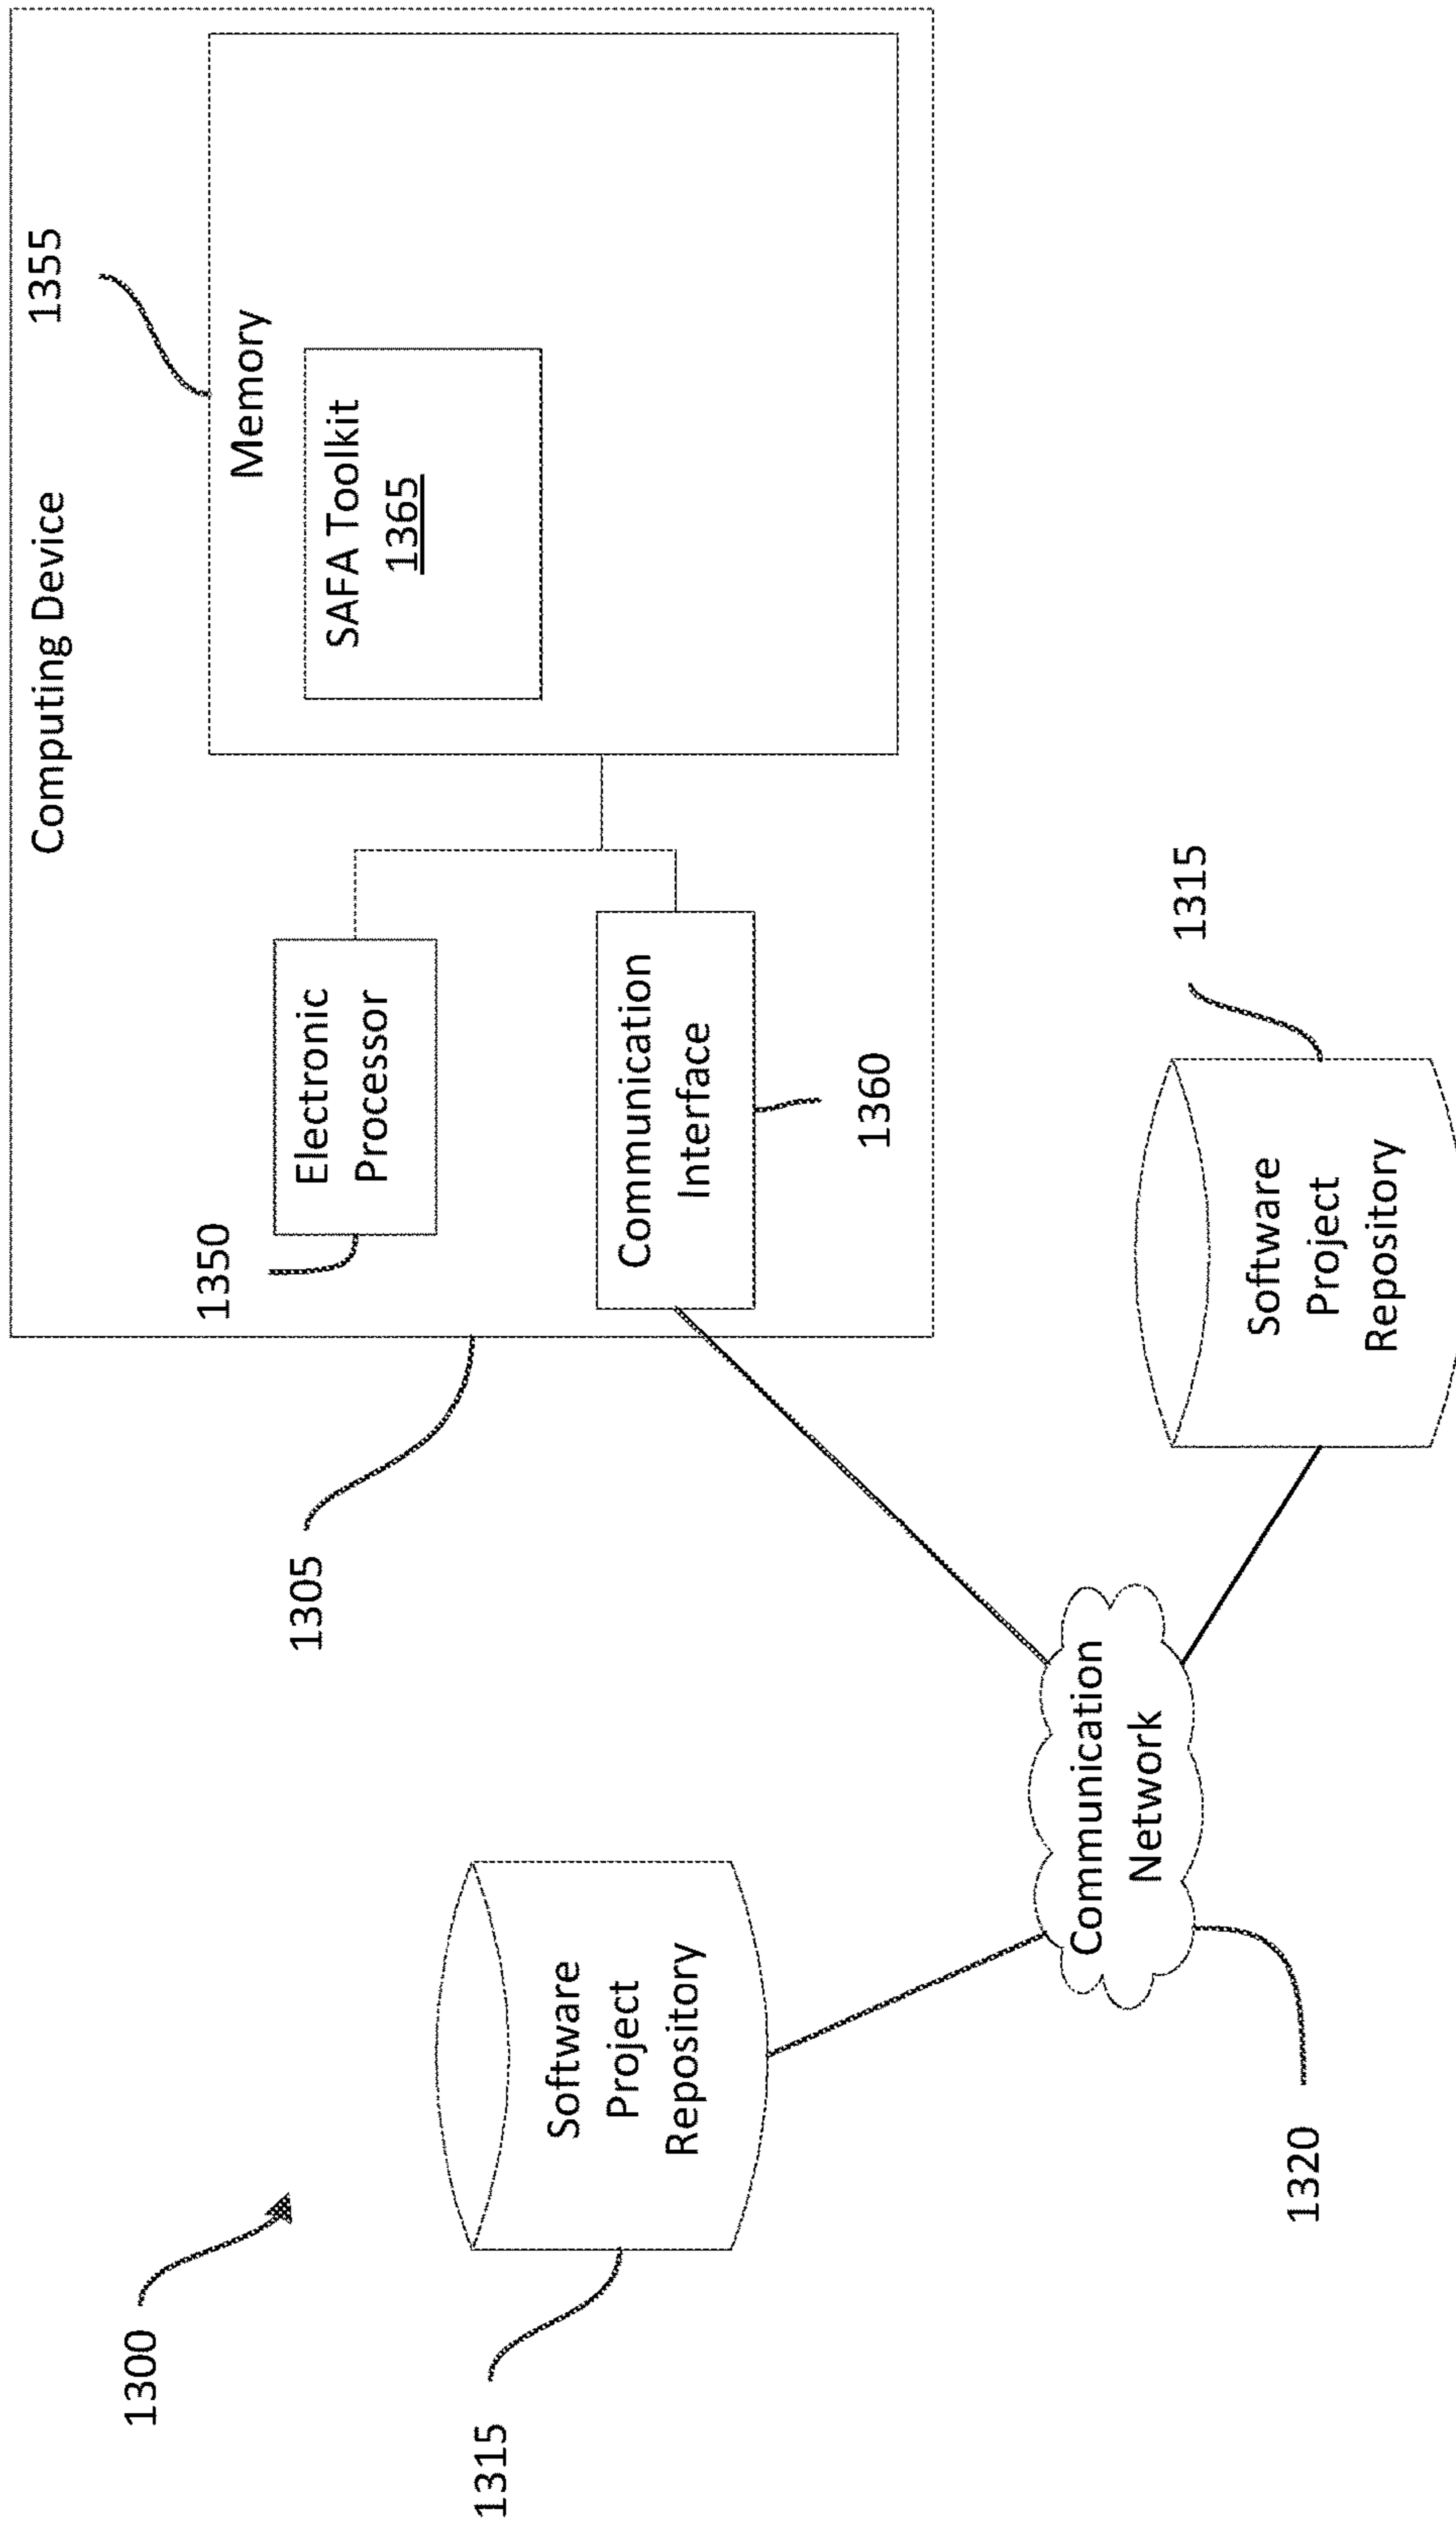 1300
1315
Software
Project
Repository
1320
Communication
Network
1305
Computing Device
1350
Electronic
Processor
Communication
Interface
1360
1355
Memory
SAFA Toolkit
1365
1315
Software
Project
Repository